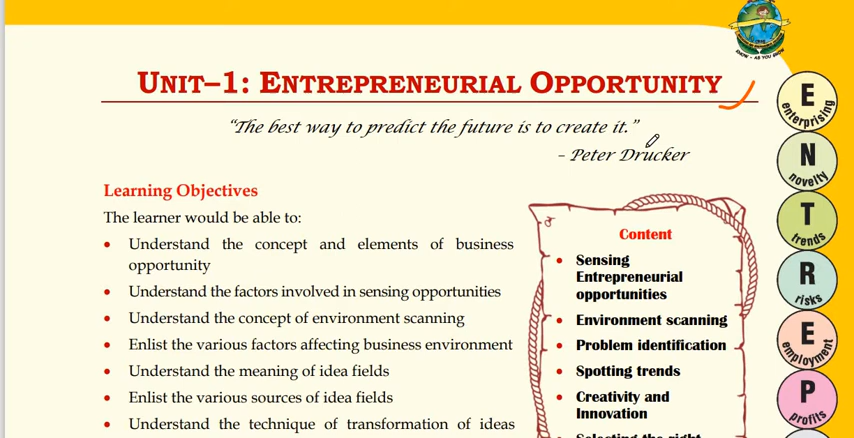 UNIT–1: ENTREPRENEURIAL OPPORTUNITY
“The best way to predict the future is to create it.”
– Peter Drucker
Learning Objectives
The learner would be able to:
• Understand the concept and elements of business
opportunity
• Understand the factors involved in sensing opportunities
• Understand the concept of environment scanning
• Enlist the various factors affecting business environment
• Understand the meaning of idea fields
• Enlist the various sources of idea fields
• Understand the technique of transformation of ideas
Content
• Sensing
Entrepreneurial
opportunities
• Environment scanning
• Problem identification
• Spotting trends
• Creativity and
Innovation
• Selecting the right
E
enterprising
N
novelty
T
trends
R
risks
E
employment
P
profits